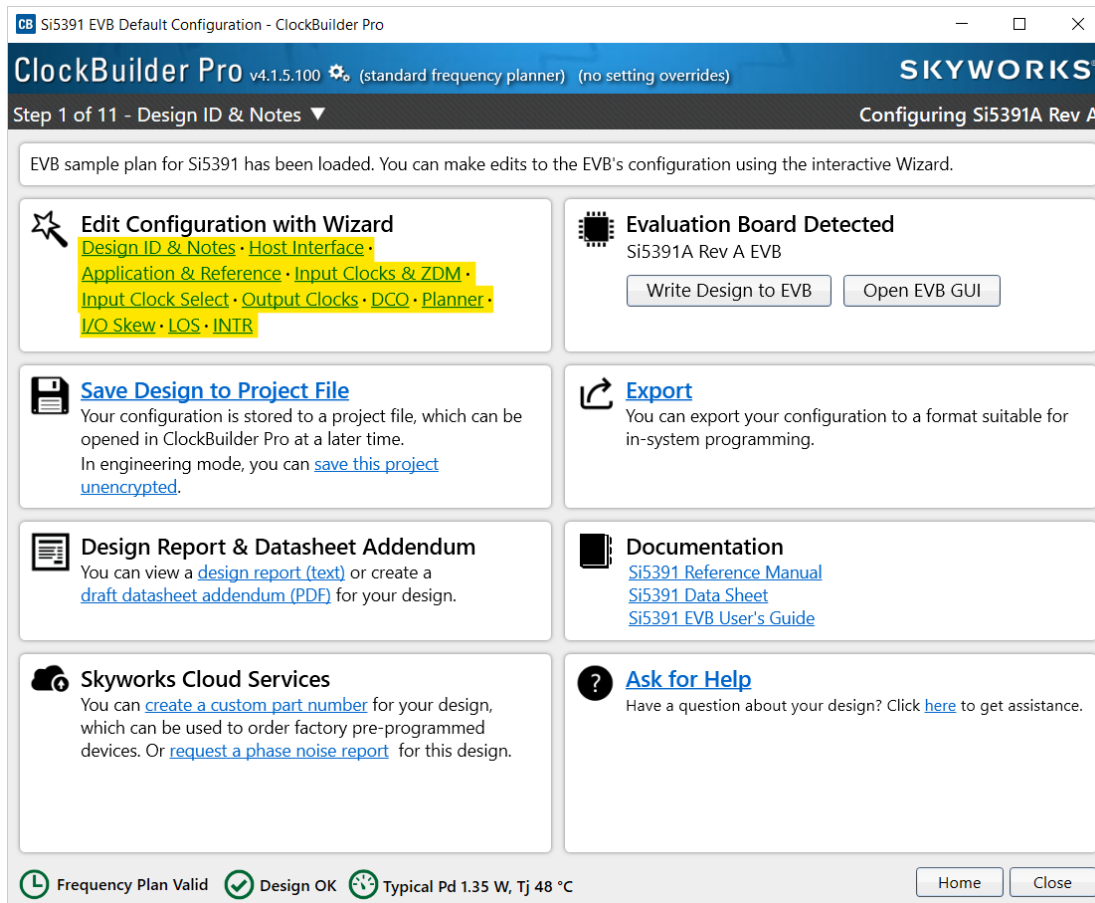 CB Si5391 EVB Default Configuration - ClockBuilder Pro
ClockBuilder Pro v4.1.5.100 (standard frequency planner) (no setting overrides) SKYWORKS®
Step 1 of 11 - Design ID & Notes ▼ Configuring Si5391A Rev A
EVB sample plan for Si5391 has been loaded. You can make edits to the EVB's configuration using the interactive Wizard.
Edit Configuration with Wizard
Design ID & Notes · Host Interface ·
Application & Reference · Input Clocks & ZDM ·
Input Clock Select · Output Clocks · DCO · Planner ·
I/O Skew · LOS · INTR
Evaluation Board Detected
Si5391A Rev A EVB
Write Design to EVB Open EVB GUI
Save Design to Project File
Your configuration is stored to a project file, which can be
opened in ClockBuilder Pro at a later time.
In engineering mode, you can save this project
unencrypted.
Export
You can export your configuration to a format suitable for
in-system programming.
Design Report & Datasheet Addendum
You can view a design report (text) or create a
draft datasheet addendum (PDF) for your design.
Documentation
Si5391 Reference Manual
Si5391 Data Sheet
Si5391 EVB User's Guide
Skyworks Cloud Services
You can create a custom part number for your design,
which can be used to order factory pre-programmed
devices. Or request a phase noise report for this design.
? Ask for Help
Have a question about your design? Click here to get assistance.
Frequency Plan Valid Design OK Typical Pd 1.35 W, Tj 48 °C
Home Close